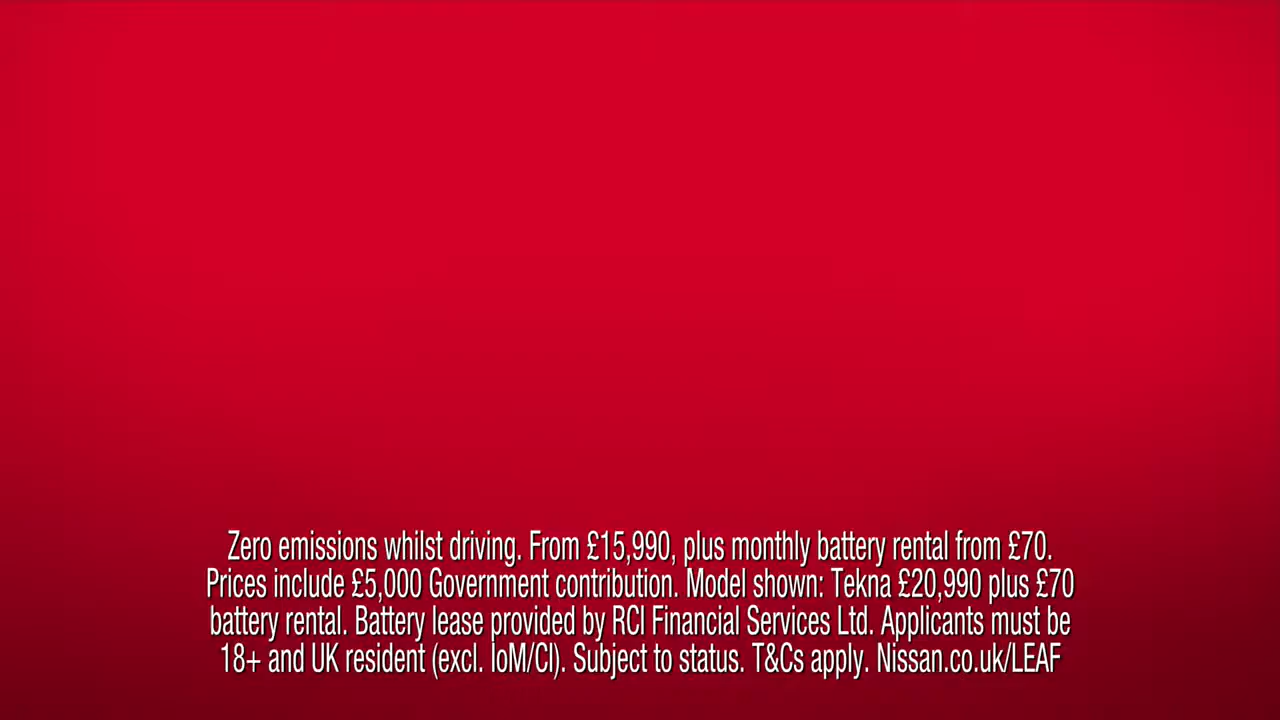 Zero emissions whilst driving. From £15,990, plus monthly battery rental from £70.
Prices include £5,000 Government contribution. Model shown: Tekna £20,990 plus £70
battery rental. Battery lease provided by RCI Financial Services Ltd. Applicants must be
18+ and UK resident (excl. IoM/CI). Subject to status. T&Cs apply. Nissan.co.uk/LEAF